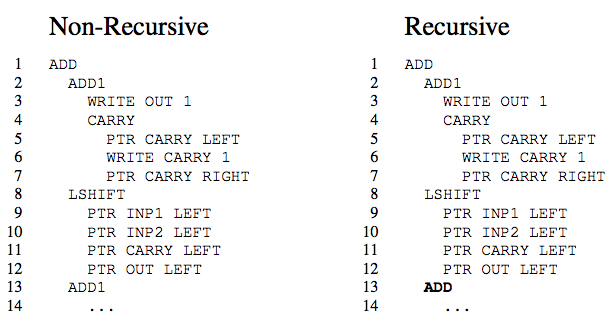 Non-Recursive
1 ADD
2 ADD1
3 WRITE OUT 1
4 CARRY
5 PTR CARRY LEFT
6 WRITE CARRY 1
7 PTR CARRY RIGHT
8 LSHIFT
9 PTR INP1 LEFT
10 PTR INP2 LEFT
11 PTR CARRY LEFT
12 PTR OUT LEFT
13 ADD1
14 ...
Recursive
1 ADD
2 ADD1
3 WRITE OUT 1
4 CARRY
5 PTR CARRY LEFT
6 WRITE CARRY 1
7 PTR CARRY RIGHT
8 LSHIFT
9 PTR INP1 LEFT
10 PTR INP2 LEFT
11 PTR CARRY LEFT
12 PTR OUT LEFT
13 ADD
14 ...